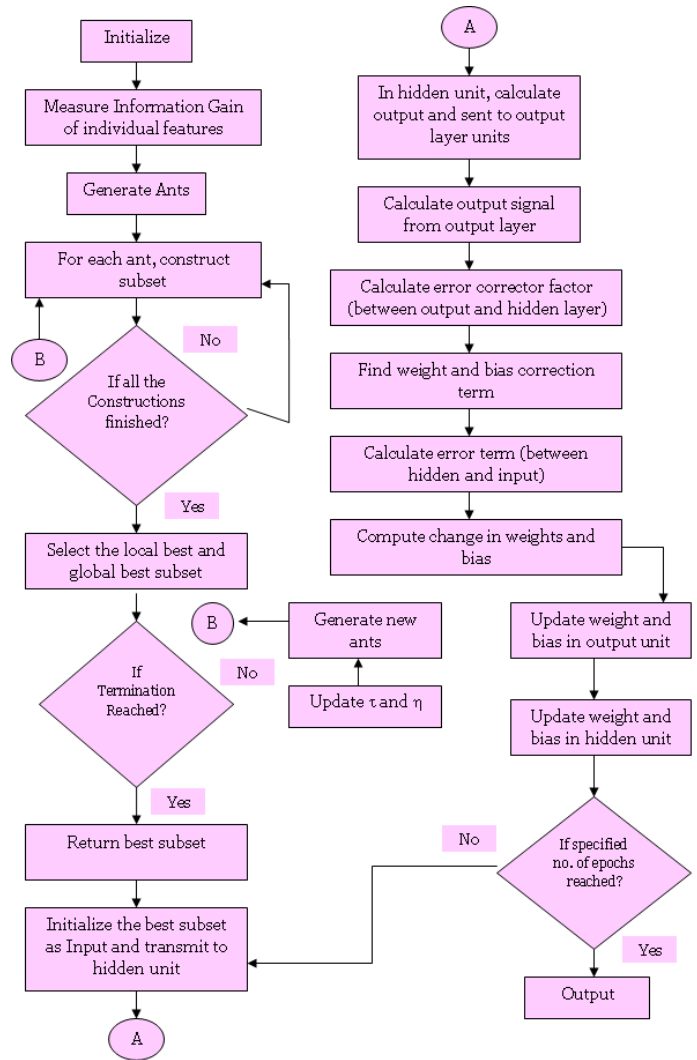 Initialize
Measure Information Gain
of individual features
Generate Ants
For each ant, construct
subset
B
No
If all the
Constructions
finished?
Yes
Select the local best and
global best subset
B
Generate new
ants
If
Termination
Reached?
No
Update τ and η
Yes
Return best subset
Initialize the best subset
as Input and transmit to
hidden unit
A
A
In hidden unit, calculate
output and sent to output
layer units
Calculate output signal
from output layer
Calculate error corrector factor
(between output and hidden layer)
Find weight and bias correction
term
Calculate error term (between
hidden and input)
Compute change in weights and
bias
Update weight and
bias in output unit
Update weight and
bias in hidden unit
No
If specified
no. of epochs
reached?
Yes
Output